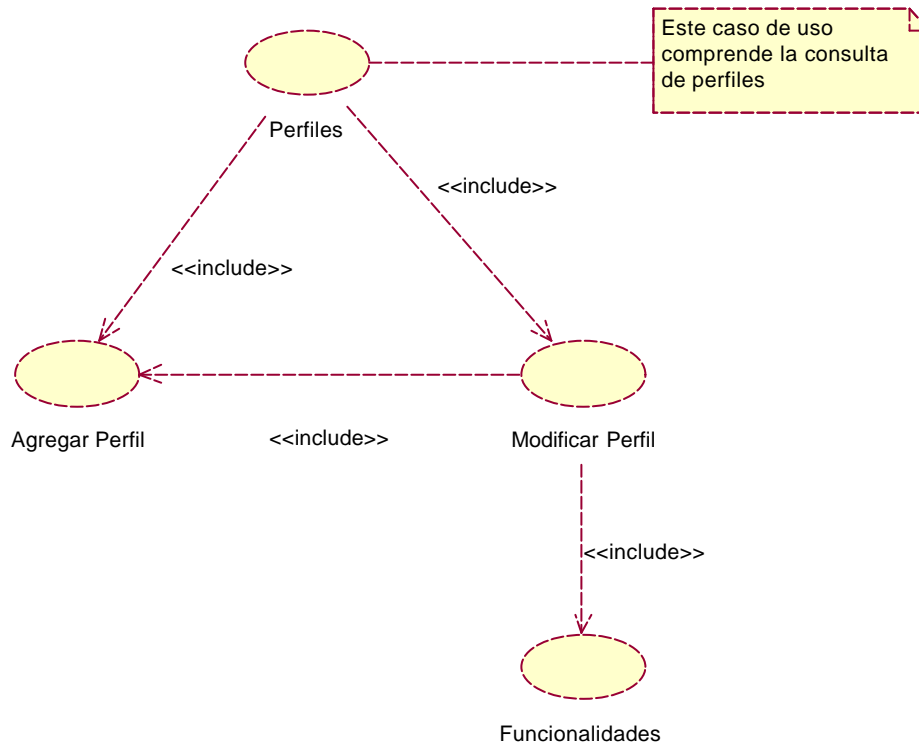 Este caso de uso
comprende la consulta
de perfiles
Perfiles
<<include>>
<<include>>
Agregar Perfil
<<include>>
Modificar Perfil
<<include>>
Funcionalidades